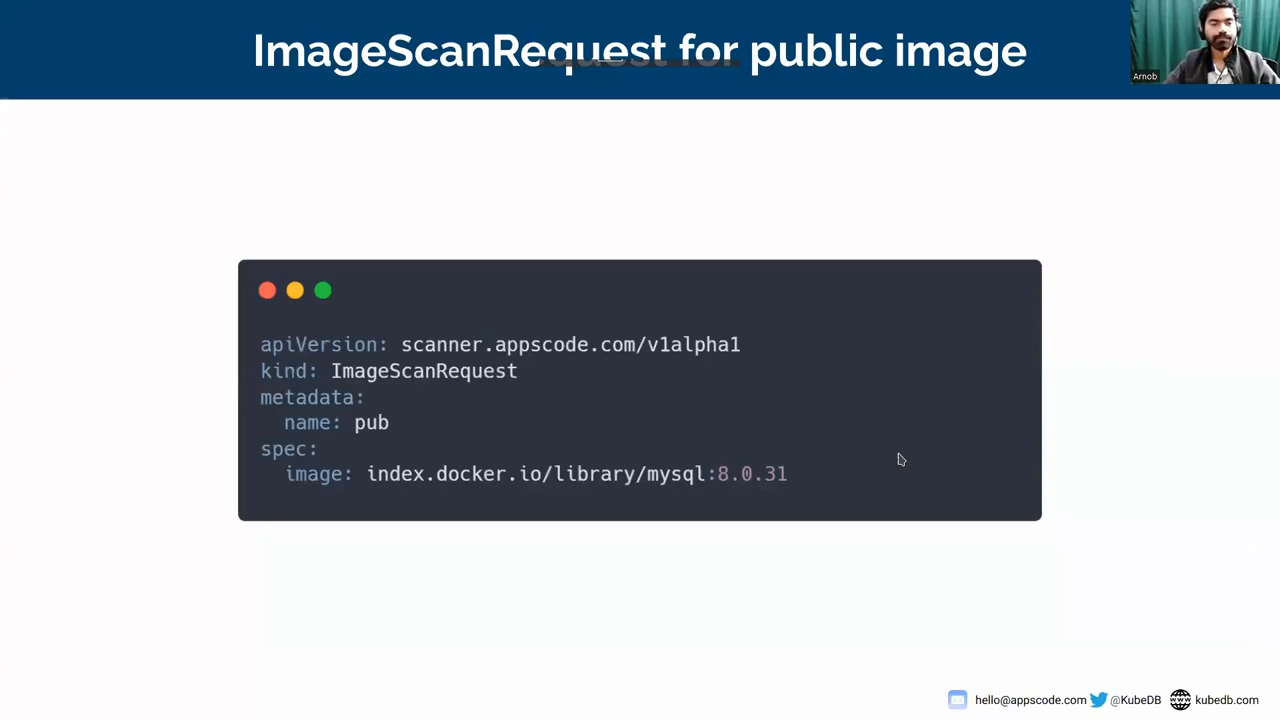 ImageScanRequest for public image
Arnob
apiVersion: scanner.appscode.com/v1alpha1
kind: ImageScanRequest
metadata:
  name: pub
spec:
  image: index.docker.io/library/mysql:8.0.31
hello@appscode.com @KubeDB www kubedb.com